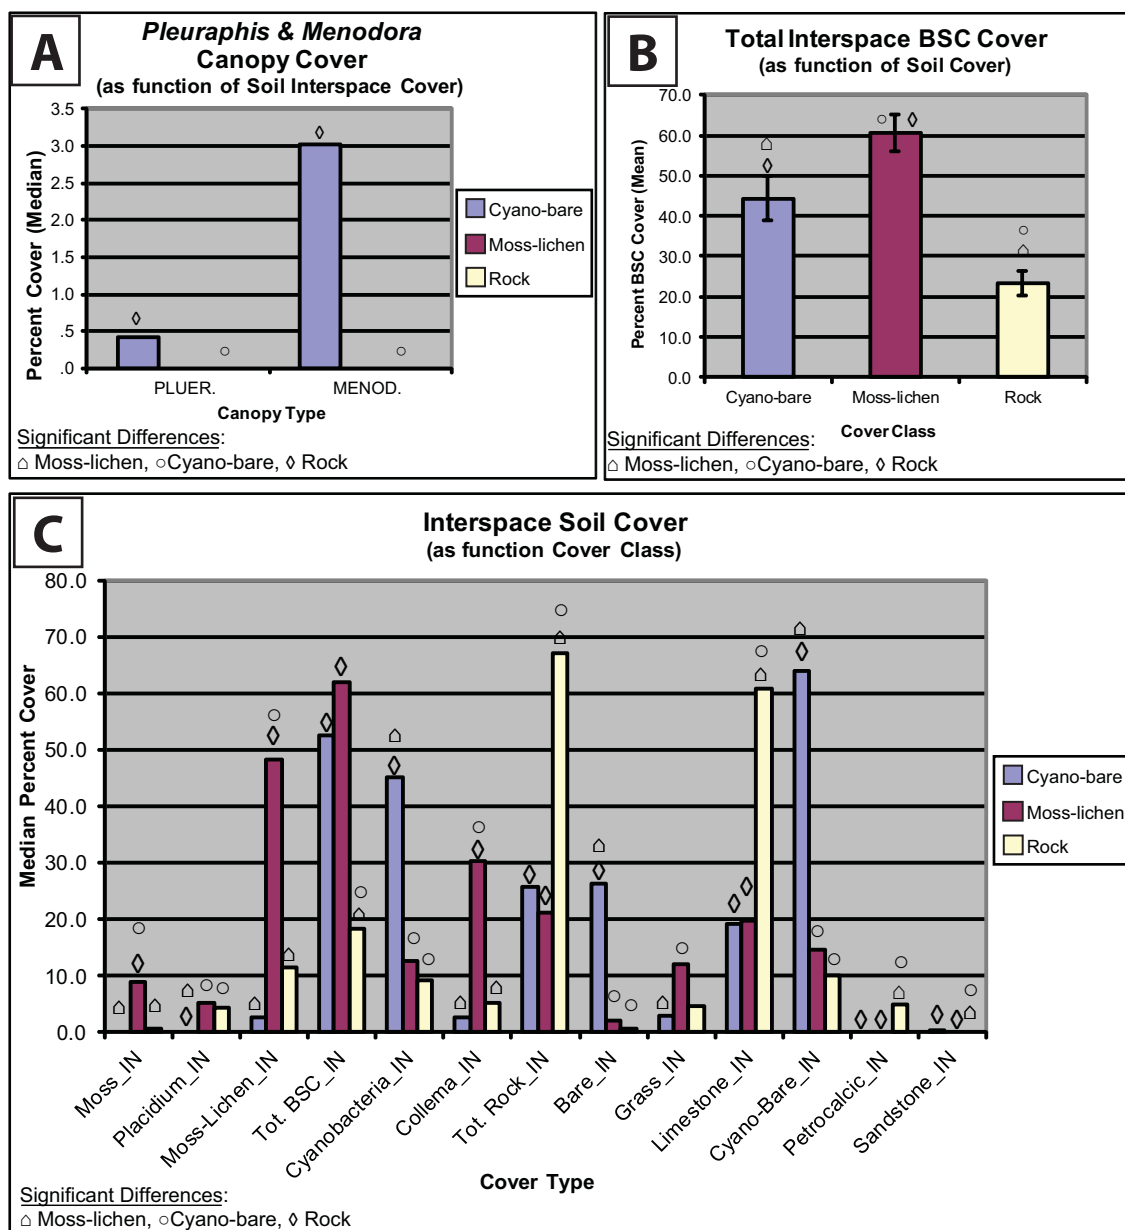 A
Pleuraphis & Menodora
Canopy Cover
(as function of Soil Interspace Cover)
Percent Cover (Median)
3.5
3.0
2.5
2.0
1.5
1.0
.5
.0
PLUER.
MENOD.
Canopy Type
Cyano-bare
Moss-lichen
Rock
Significant Differences:
⌂ Moss-lichen, ○Cyano-bare, ◊ Rock
B
Total Interspace BSC Cover
(as function of Soil Cover)
Percent BSC Cover (Mean)
70.0
60.0
50.0
40.0
30.0
20.0
10.0
0.0
Cyano-bare
Moss-lichen
Rock
Cover Class
Significant Differences:
⌂ Moss-lichen, ○Cyano-bare, ◊ Rock
C
Interspace Soil Cover
(as function Cover Class)
Median Percent Cover
80.0
70.0
60.0
50.0
40.0
30.0
20.0
10.0
0.0
Moss_IN
Placidium_IN
Moss-Lichen_IN
Tot. BSC_IN
Cyanobacteria_IN
Collema_IN
Tot. Rock_IN
Bare_IN
Grass_IN
Limestone_IN
Cyano-Bare_IN
Petrocalcic_IN
Sandstone_IN
Cover Type
Cyano-bare
Moss-lichen
Rock
Significant Differences:
⌂ Moss-lichen, ○Cyano-bare, ◊ Rock